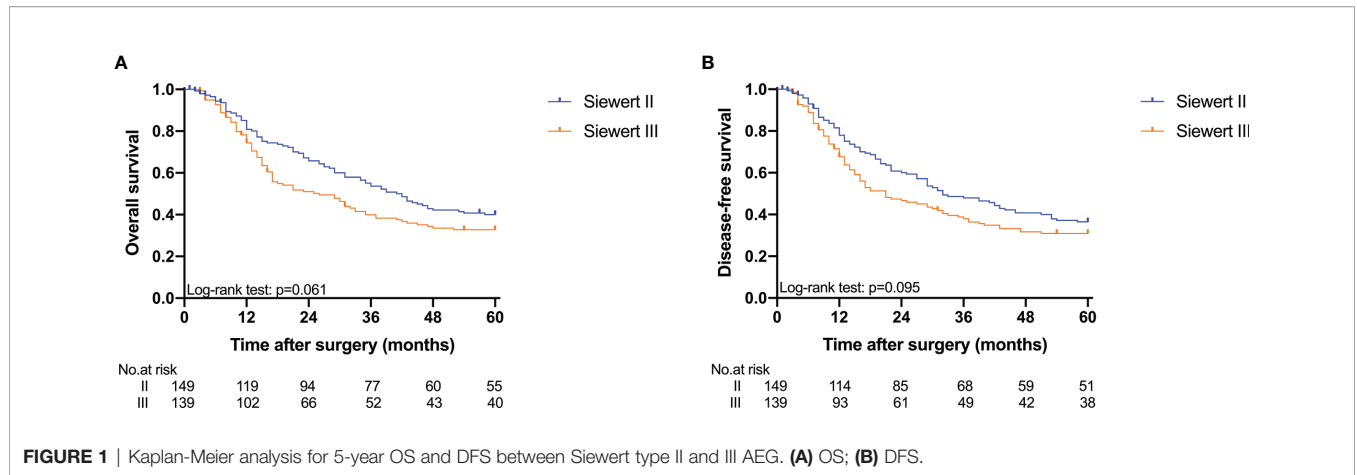 A
Overall survival
1.0
0.8
0.6
0.4
0.2
0.0
Log-rank test: p=0.061
0 12 24 36 48 60
Time after surgery (months)
Siewert II
Siewert III
No.at risk
II 149 119 94 77 60 55
III 139 102 66 52 43 40
B
Disease-free survival
1.0
0.8
0.6
0.4
0.2
0.0
Log-rank test: p=0.095
0 12 24 36 48 60
Time after surgery (months)
Siewert II
Siewert III
No.at risk
II 149 114 85 68 59 51
III 139 93 61 49 42 38
FIGURE 1 | Kaplan-Meier analysis for 5-year OS and DFS between Siewert type II and III AEG. (A) OS; (B) DFS.